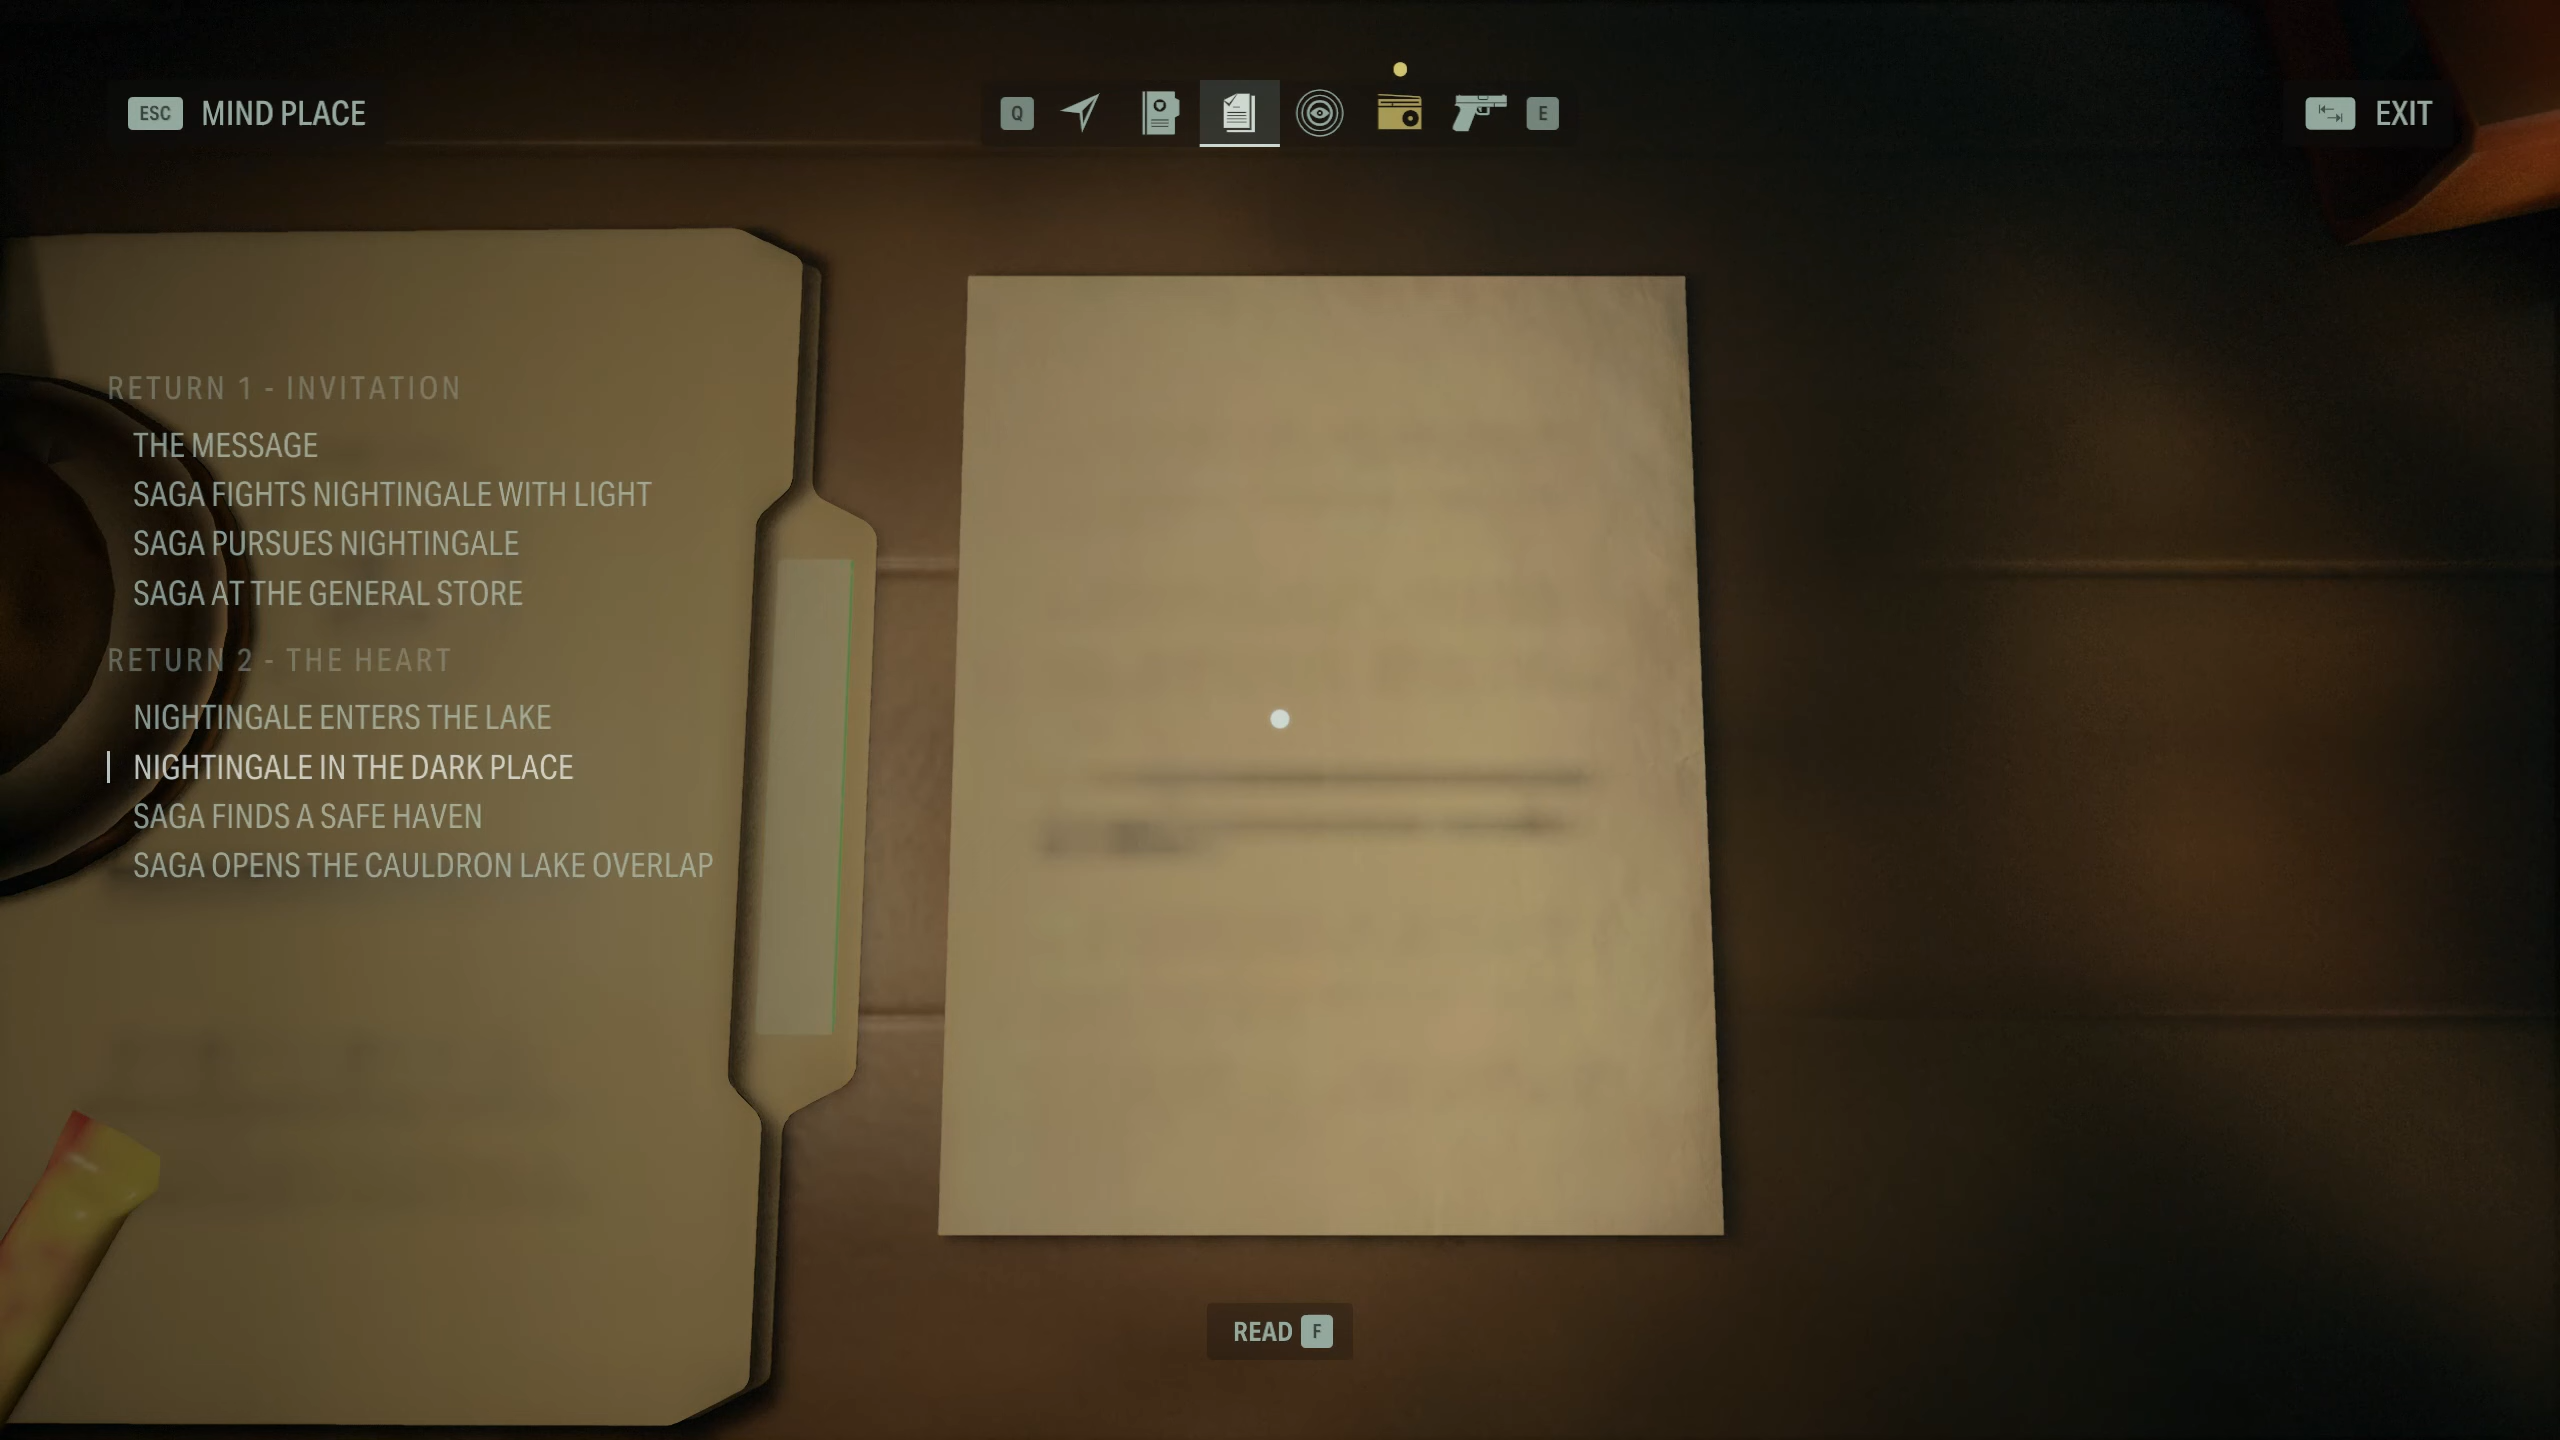 ESC MIND PLACE
Q
E
EXIT
RETURN 1 - INVITATION
THE MESSAGE
SAGA FIGHTS NIGHTINGALE WITH LIGHT
SAGA PURSUES NIGHTINGALE
SAGA AT THE GENERAL STORE
RETURN 2 - THE HEART
NIGHTINGALE ENTERS THE LAKE
NIGHTINGALE IN THE DARK PLACE
SAGA FINDS A SAFE HAVEN
SAGA OPENS THE CAULDRON LAKE OVERLAP
READ F